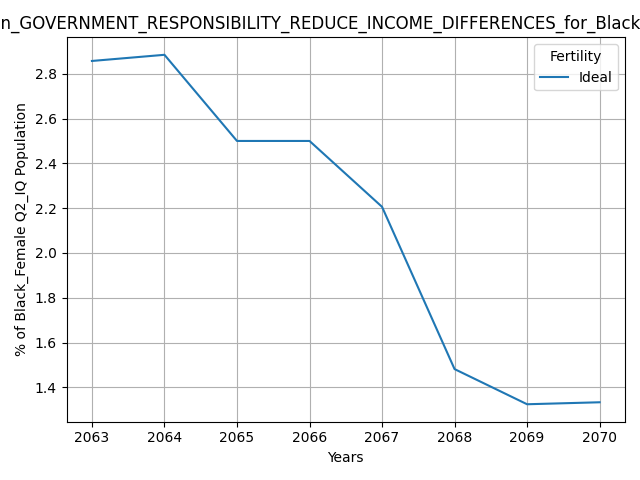 n_GOVERNMENT_RESPONSIBILITY_REDUCE_INCOME_DIFFERENCES_for_Black
Fertility
Ideal
% of Black_Female Q2_IQ Population
2.8
2.6
2.4
2.2
2.0
1.8
1.6
1.4
2063 2064 2065 2066 2067 2068 2069 2070
Years